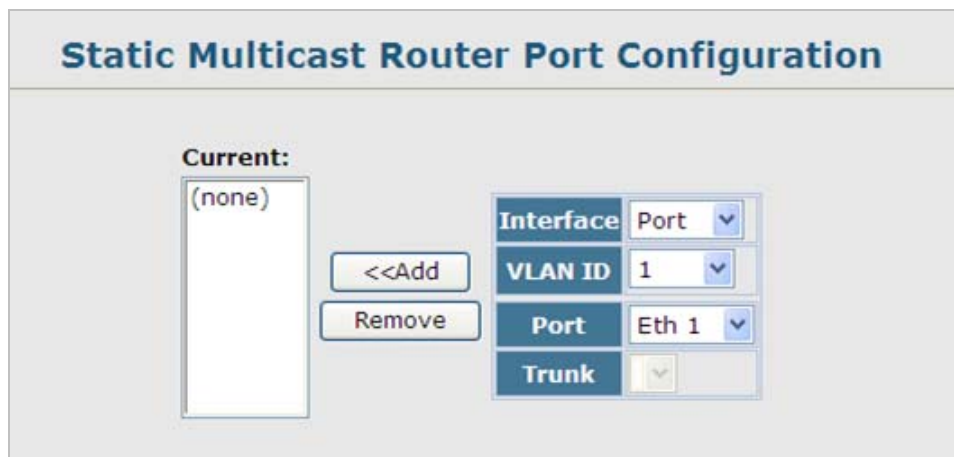 Static Multicast Router Port Configuration
Current:
(none)
<<Add
Remove
Interface Port
VLAN ID 1
Port Eth 1
Trunk